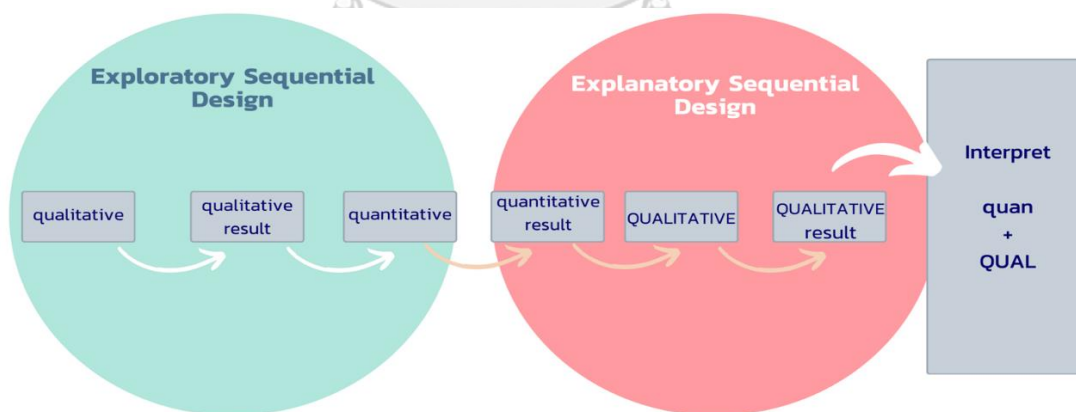 Exploratory Sequential
Design
Explanatory Sequential
Design
qualitative
qualitative
result
quantitative
quantitative
result
QUALITATIVE
QUALITATIVE
result
Interpret
quan
+
QUAL